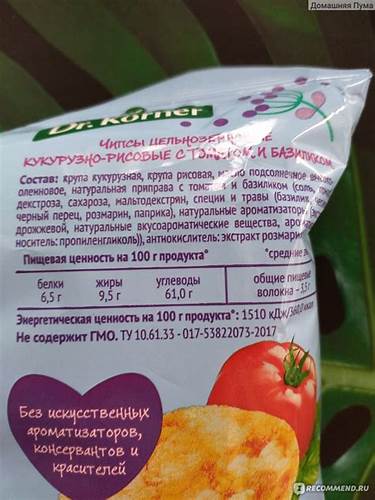 Домашняя Пума
Dr. Körner
ЧИПСЫ
КУКУРУЗНО-РИСОВЫЕ С ТОМАТОМ И БАЗИЛИКОМ
Состав: крупа кукурузная, крупа рисовая, масло подсолнечное
олеиновое, натуральная приправа с томатом и базиликом (соль,
декстроза, сахароза, мальтодекстрин, специи и травы (базилик,
черный перец, розмарин, паприка), натуральные ароматизаторы
дрожжевой, натуральные вкусоароматические вещества,
носитель: пропиленгликоль)), антиокислитель: экстракт розмарина
Пищевая ценность на 100 г продукта* *средние
белки жиры углеводы общие пищевые
6,5 г 9,5 г 61,0 г волокна – 3,5 г
Энергетическая ценность на 100 г продукта*: 1510 кДж/360,0 ккал
Не содержит ГМО. ТУ 10.61.33 - 017-53822073-2017
Без искусственных
ароматизаторов,
консервантов и
красителей
IRECOMMEND.RU